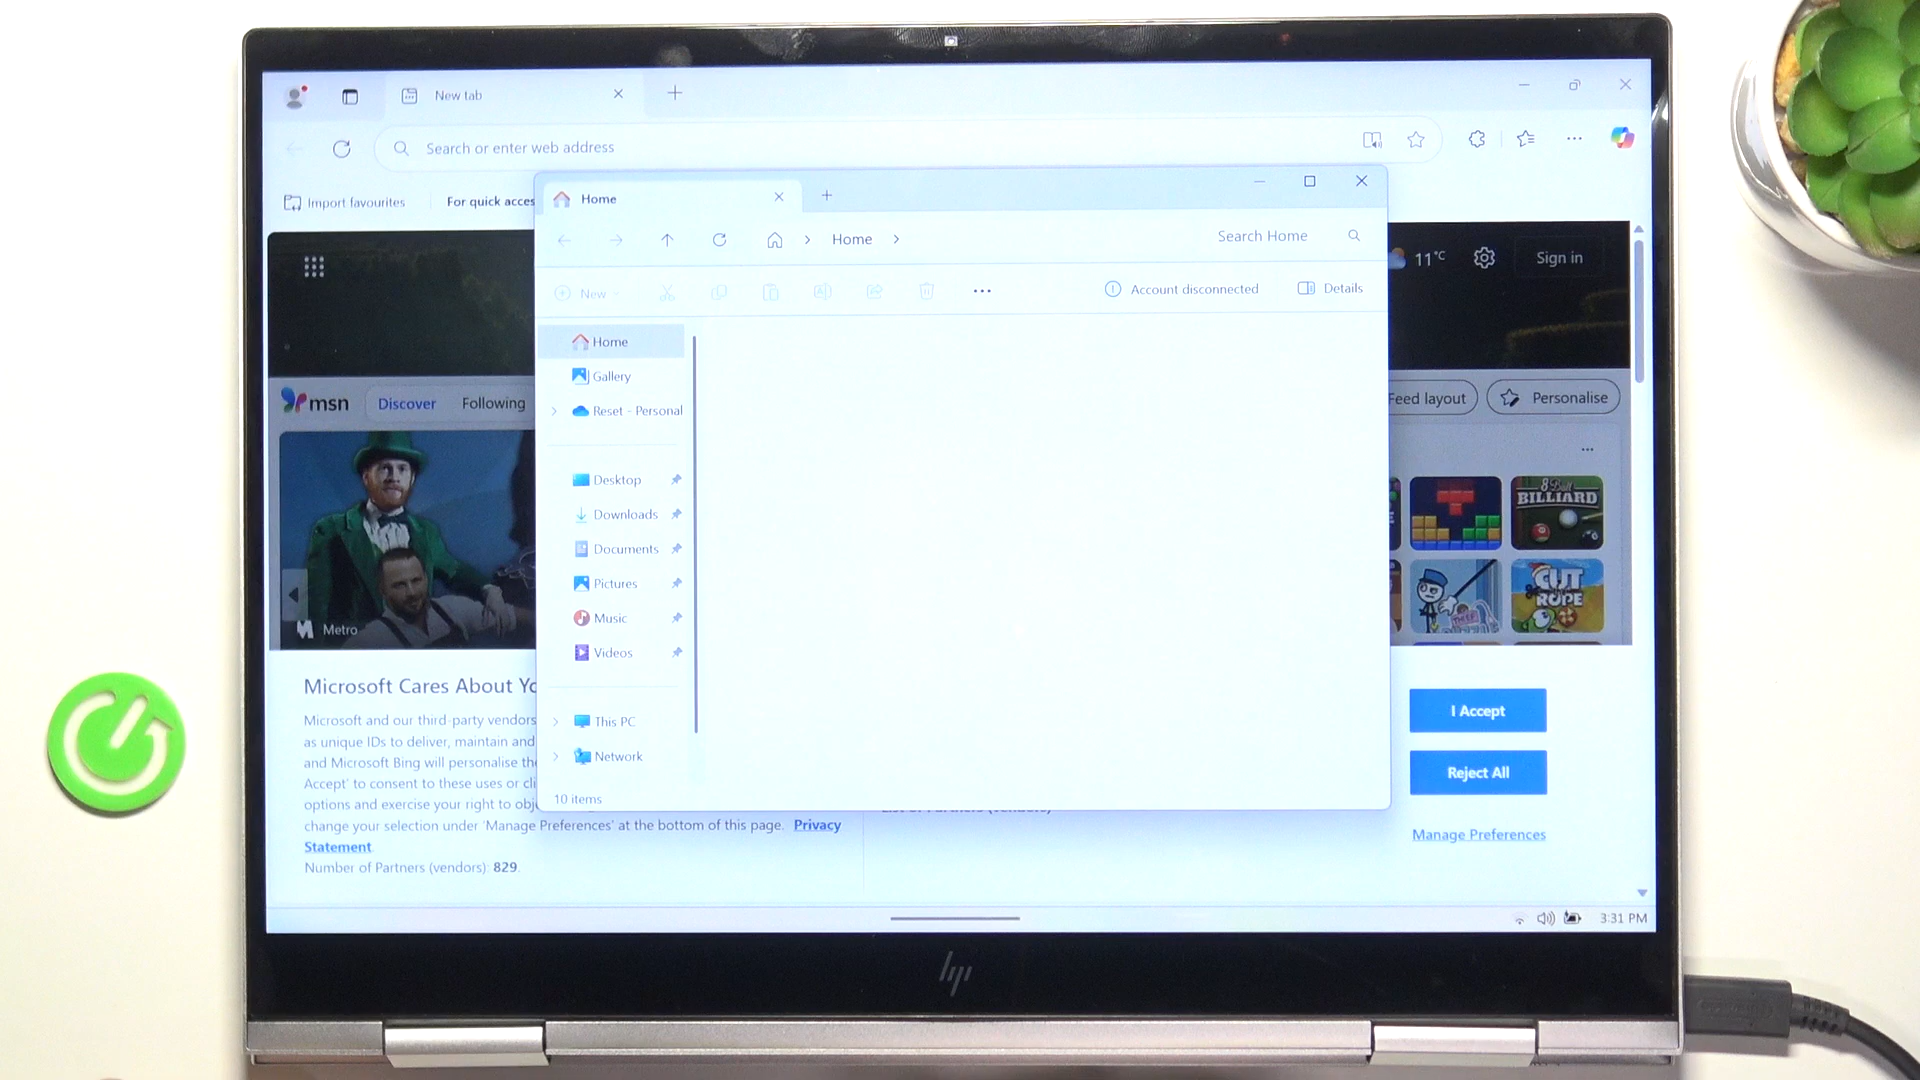 New tab
Search or enter web address
Import favourites
For quick acces
Home
Home
Search Home
New
Account disconnected
Details
Home
Gallery
Reset - Personal
Desktop
Downloads
Documents
Pictures
Music
Videos
This PC
Network
10 items
11°C
Sign in
msn
Discover
Following
Feed layout
Personalise
Metro
8 Ball
BILLIARD
CUT
ROPE
Microsoft Cares About Yo
Microsoft and our third-party vendors
as unique IDs to deliver, maintain and
and Microsoft Bing will personalise the
Accept' to consent to these uses or cli
options and exercise your right to obj
change your selection under 'Manage Preferences' at the bottom of this page. Privacy
Statement
Number of Partners (vendors): 829.
I Accept
Reject All
Manage Preferences
3:31 PM
hp